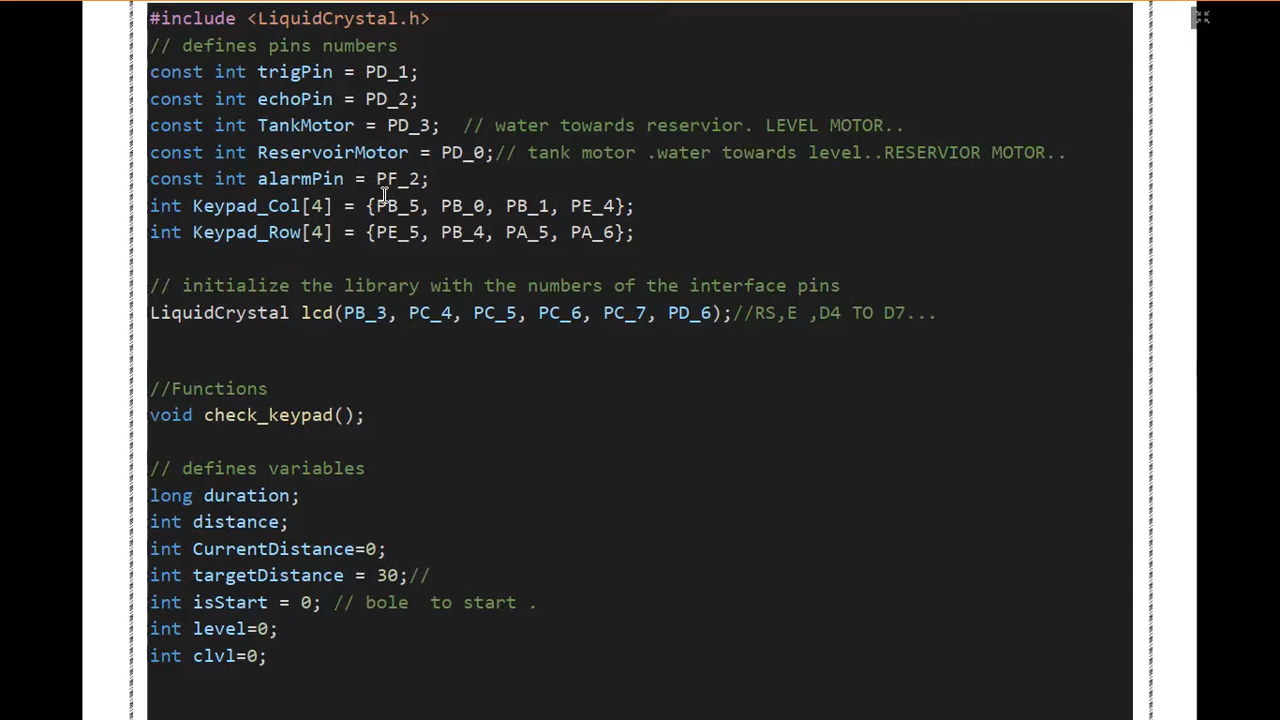 #include <LiquidCrystal.h>
// defines pins numbers
const int trigPin = PD_1;
const int echoPin = PD_2;
const int TankMotor = PD_3;  // water towards reservior. LEVEL MOTOR..
const int ReservoirMotor = PD_0;// tank motor .water towards level..RESERVIOR MOTOR..
const int alarmPin = PF_2;
int Keypad_Col[4] = {PB_5, PB_0, PB_1, PE_4};
int Keypad_Row[4] = {PE_5, PB_4, PA_5, PA_6};
// initialize the library with the numbers of the interface pins
LiquidCrystal lcd(PB_3, PC_4, PC_5, PC_6, PC_7, PD_6);//RS,E ,D4 TO D7...
//Functions
void check_keypad();
// defines variables
long duration;
int distance;
int CurrentDistance=0;
int targetDistance = 30;//
int isStart = 0; // bole  to start .
int level=0;
int clvl=0;